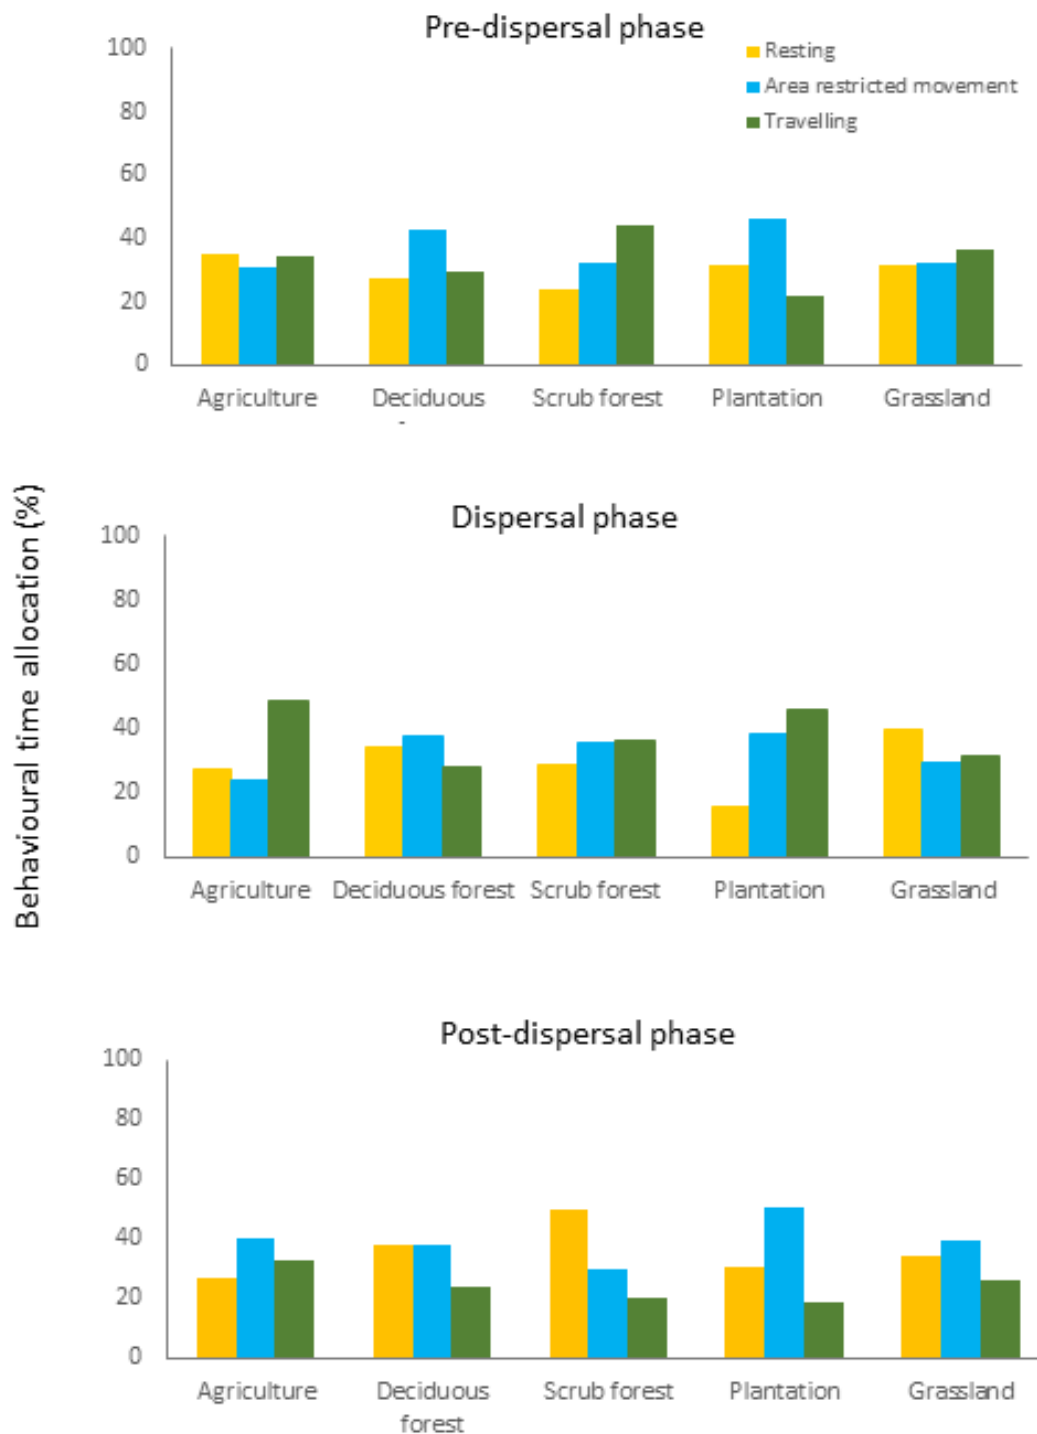 Pre-dispersal phase
Resting
Area restricted movement
Travelling
100
80
60
40
20
0
Agriculture
Deciduous
Scrub forest
Plantation
Grassland
Behavioural time allocation (%)
Dispersal phase
100
80
60
40
20
0
Agriculture
Deciduous forest
Scrub forest
Plantation
Grassland
Post-dispersal phase
100
80
60
40
20
0
Agriculture
Deciduous
forest
Scrub forest
Plantation
Grassland